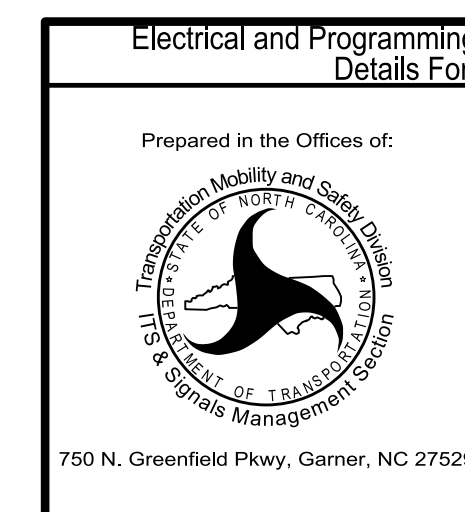 Electrical and Programming
Details For
Prepared in the Offices of:
Transportation Mobility and Safety Division
STATE OF NORTH CAROLINA
DEPARTMENT OF TRANSPORTATION
ITS & Signals Management Section
750 N. Greenfield Pkwy, Garner, NC 27529